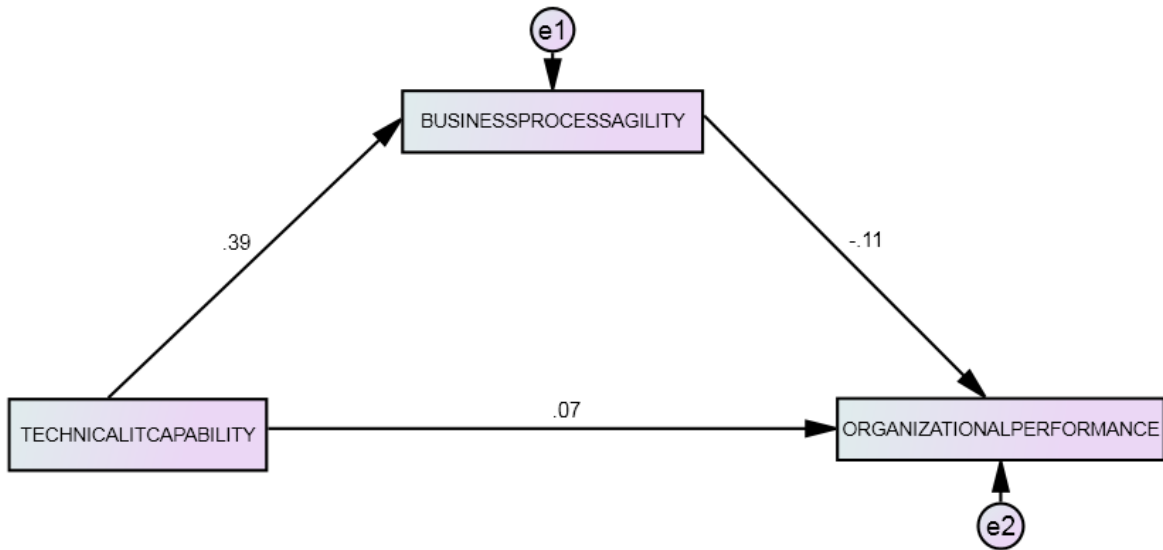 e1
BUSINESSPROCESSAGILITY
.39
-.11
.07
TECHNICALITCAPABILITY
ORGANIZATIONALPERFORMANCE
e2